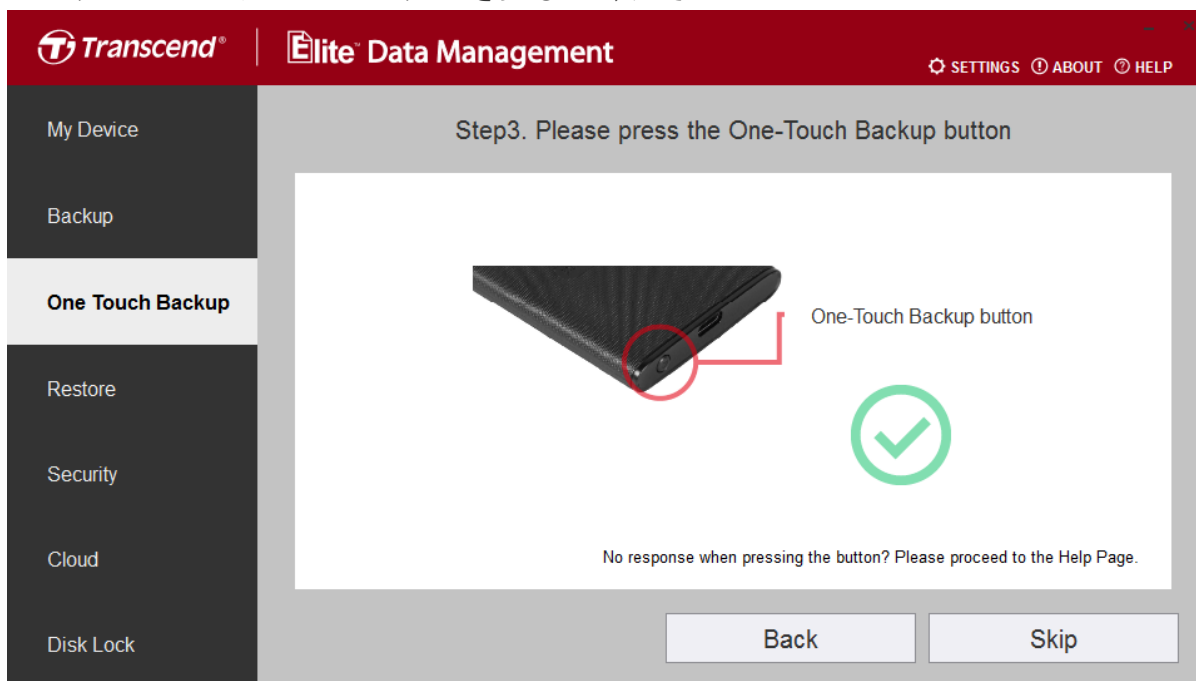 Transcend®
Elite™ Data Management
SETTINGS ABOUT HELP
My Device
Backup
One Touch Backup
Restore
Security
Cloud
Disk Lock
Step3. Please press the One-Touch Backup button
One-Touch Backup button
No response when pressing the button? Please proceed to the Help Page.
Back
Skip